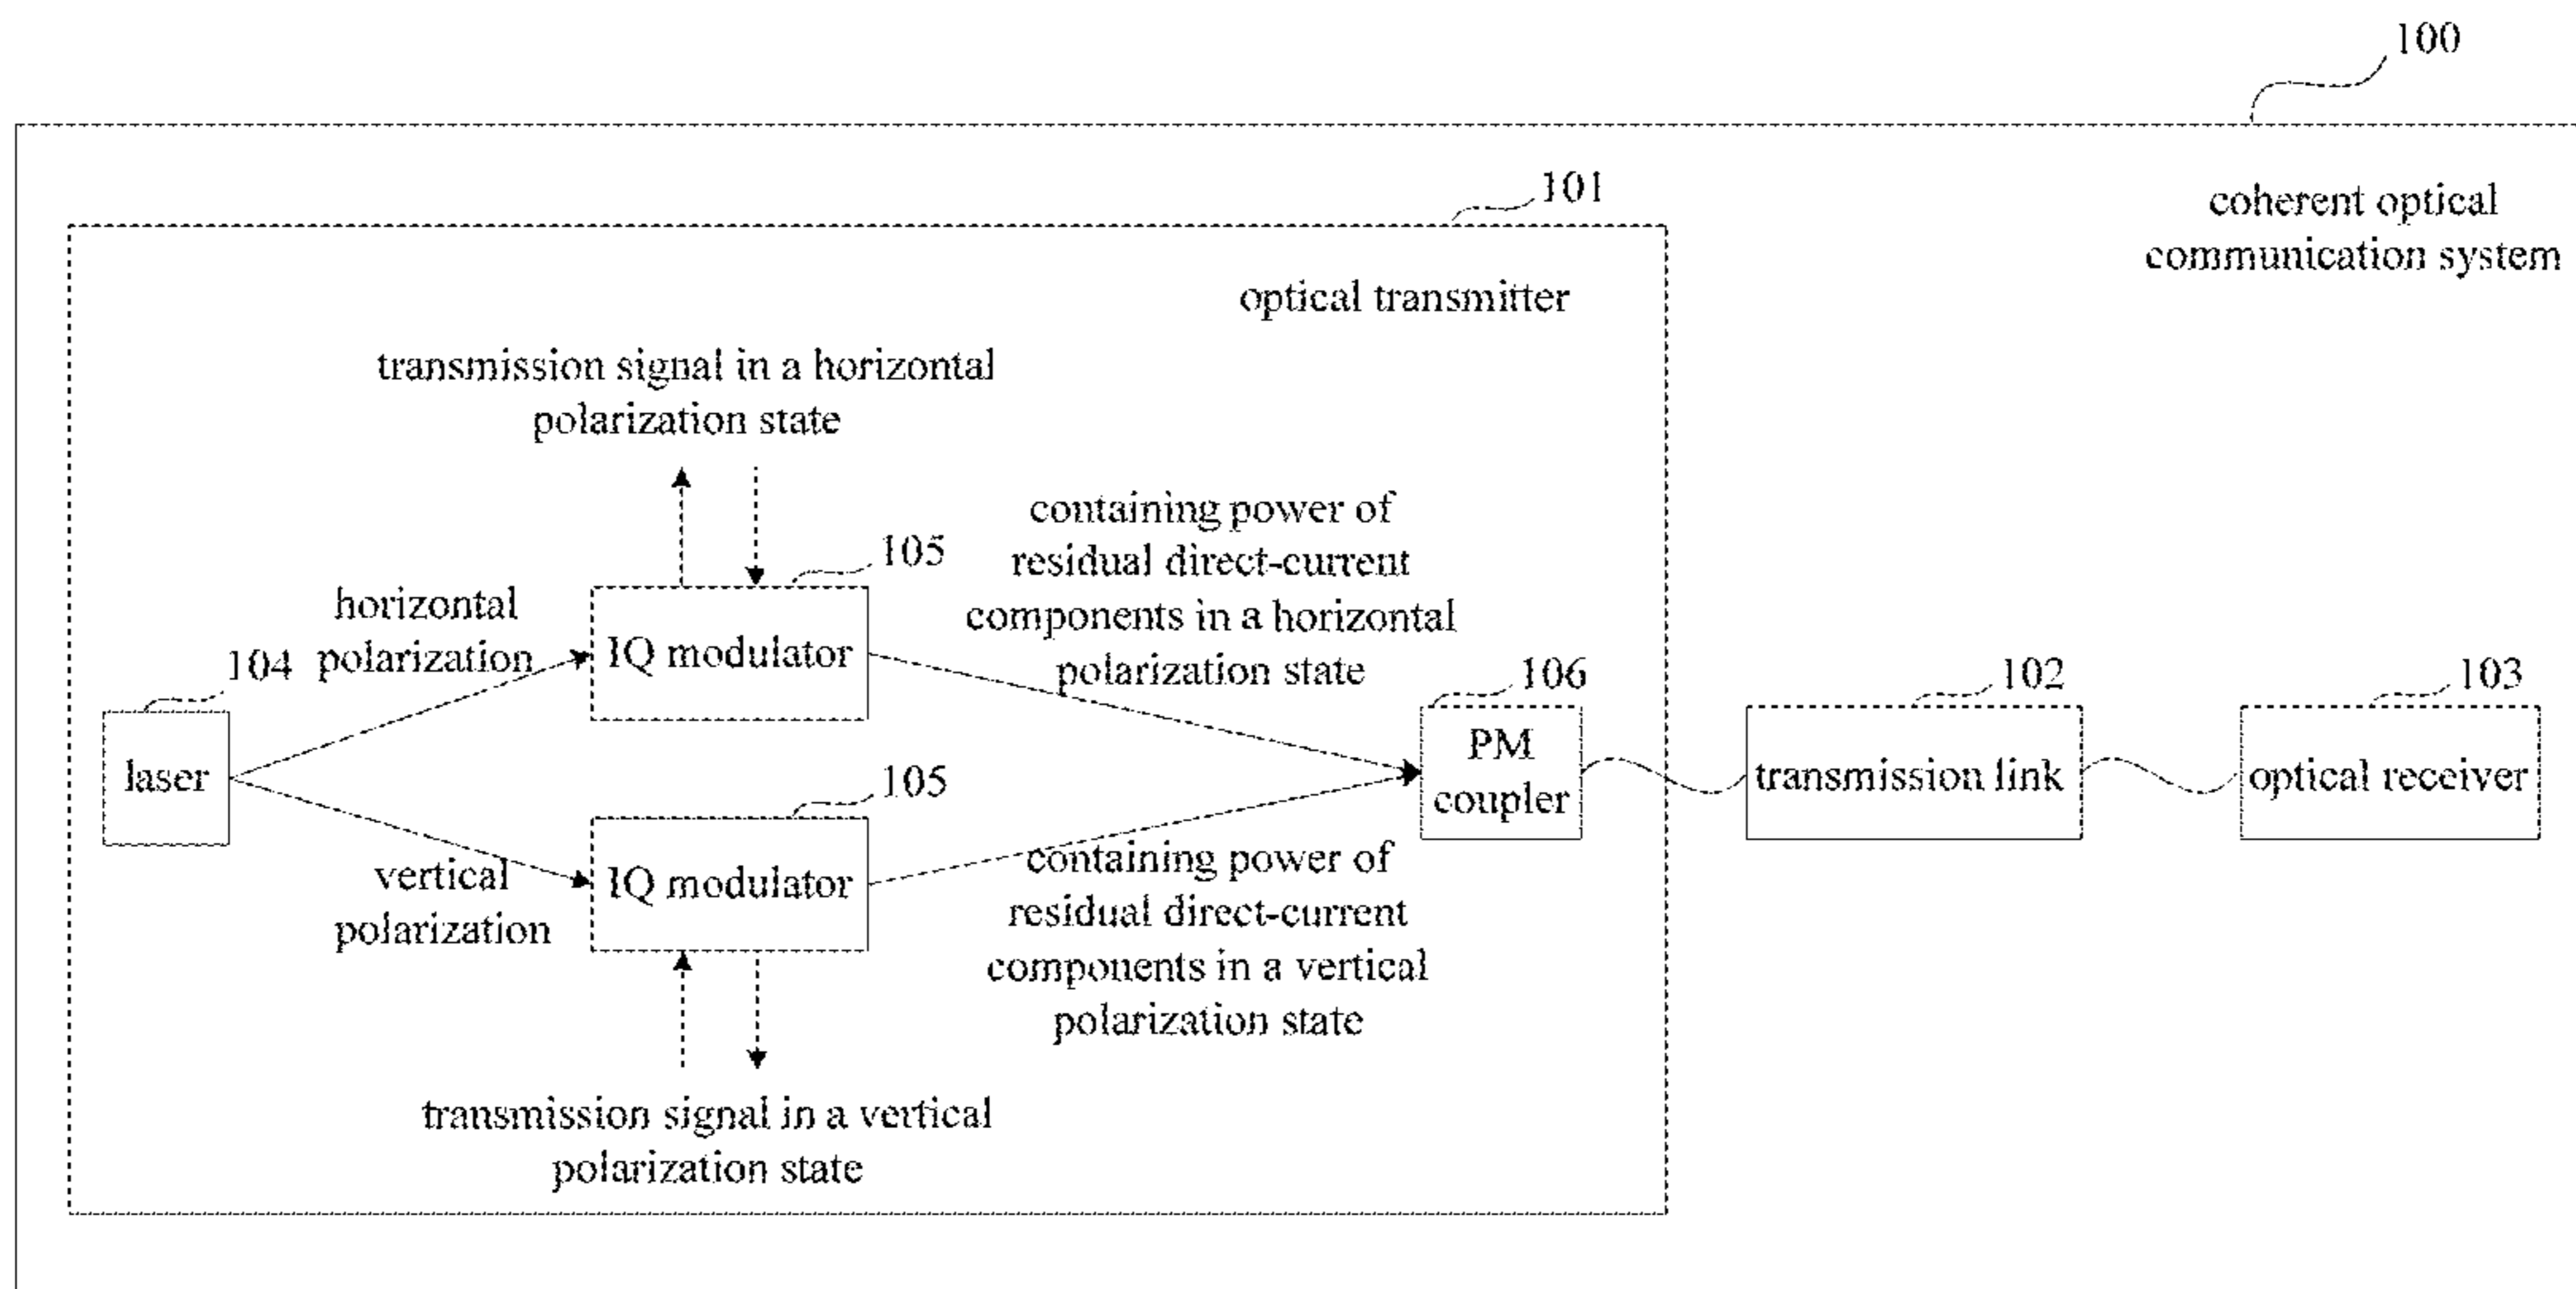 100
coherent optical
communication system
101
optical transmitter
transmission signal in a horizontal
polarization state
containing power of
residual direct-current
components in a horizontal
polarization state
105
horizontal
polarization
IQ modulator
104
laser
106
PM
coupler
102
transmission link
103
optical receiver
105
IQ modulator
vertical
polarization
containing power of
residual direct-current
components in a vertical
polarization state
transmission signal in a vertical
polarization state